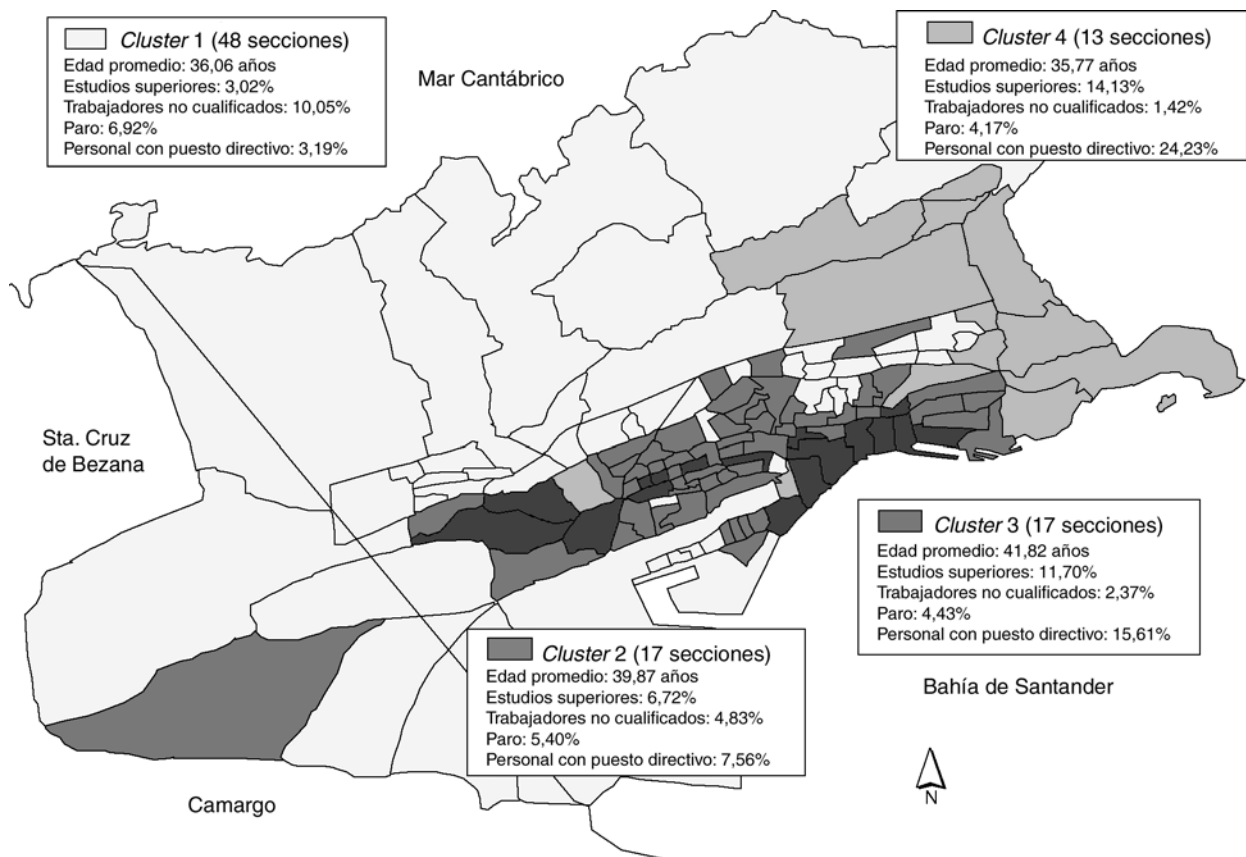 Cluster 1 (48 secciones)
Edad promedio: 36,06 años
Estudios superiores: 3,02%
Trabajadores no cualificados: 10,05%
Paro: 6,92%
Personal con puesto directivo: 3,19%
Mar Cantábrico
Cluster 4 (13 secciones)
Edad promedio: 35,77 años
Estudios superiores: 14,13%
Trabajadores no cualificados: 1,42%
Paro: 4,17%
Personal con puesto directivo: 24,23%
Sta. Cruz
de Bezana
Cluster 3 (17 secciones)
Edad promedio: 41,82 años
Estudios superiores: 11,70%
Trabajadores no cualificados: 2,37%
Paro: 4,43%
Personal con puesto directivo: 15,61%
Cluster 2 (17 secciones)
Edad promedio: 39,87 años
Estudios superiores: 6,72%
Trabajadores no cualificados: 4,83%
Paro: 5,40%
Personal con puesto directivo: 7,56%
Bahía de Santander
Camargo
N